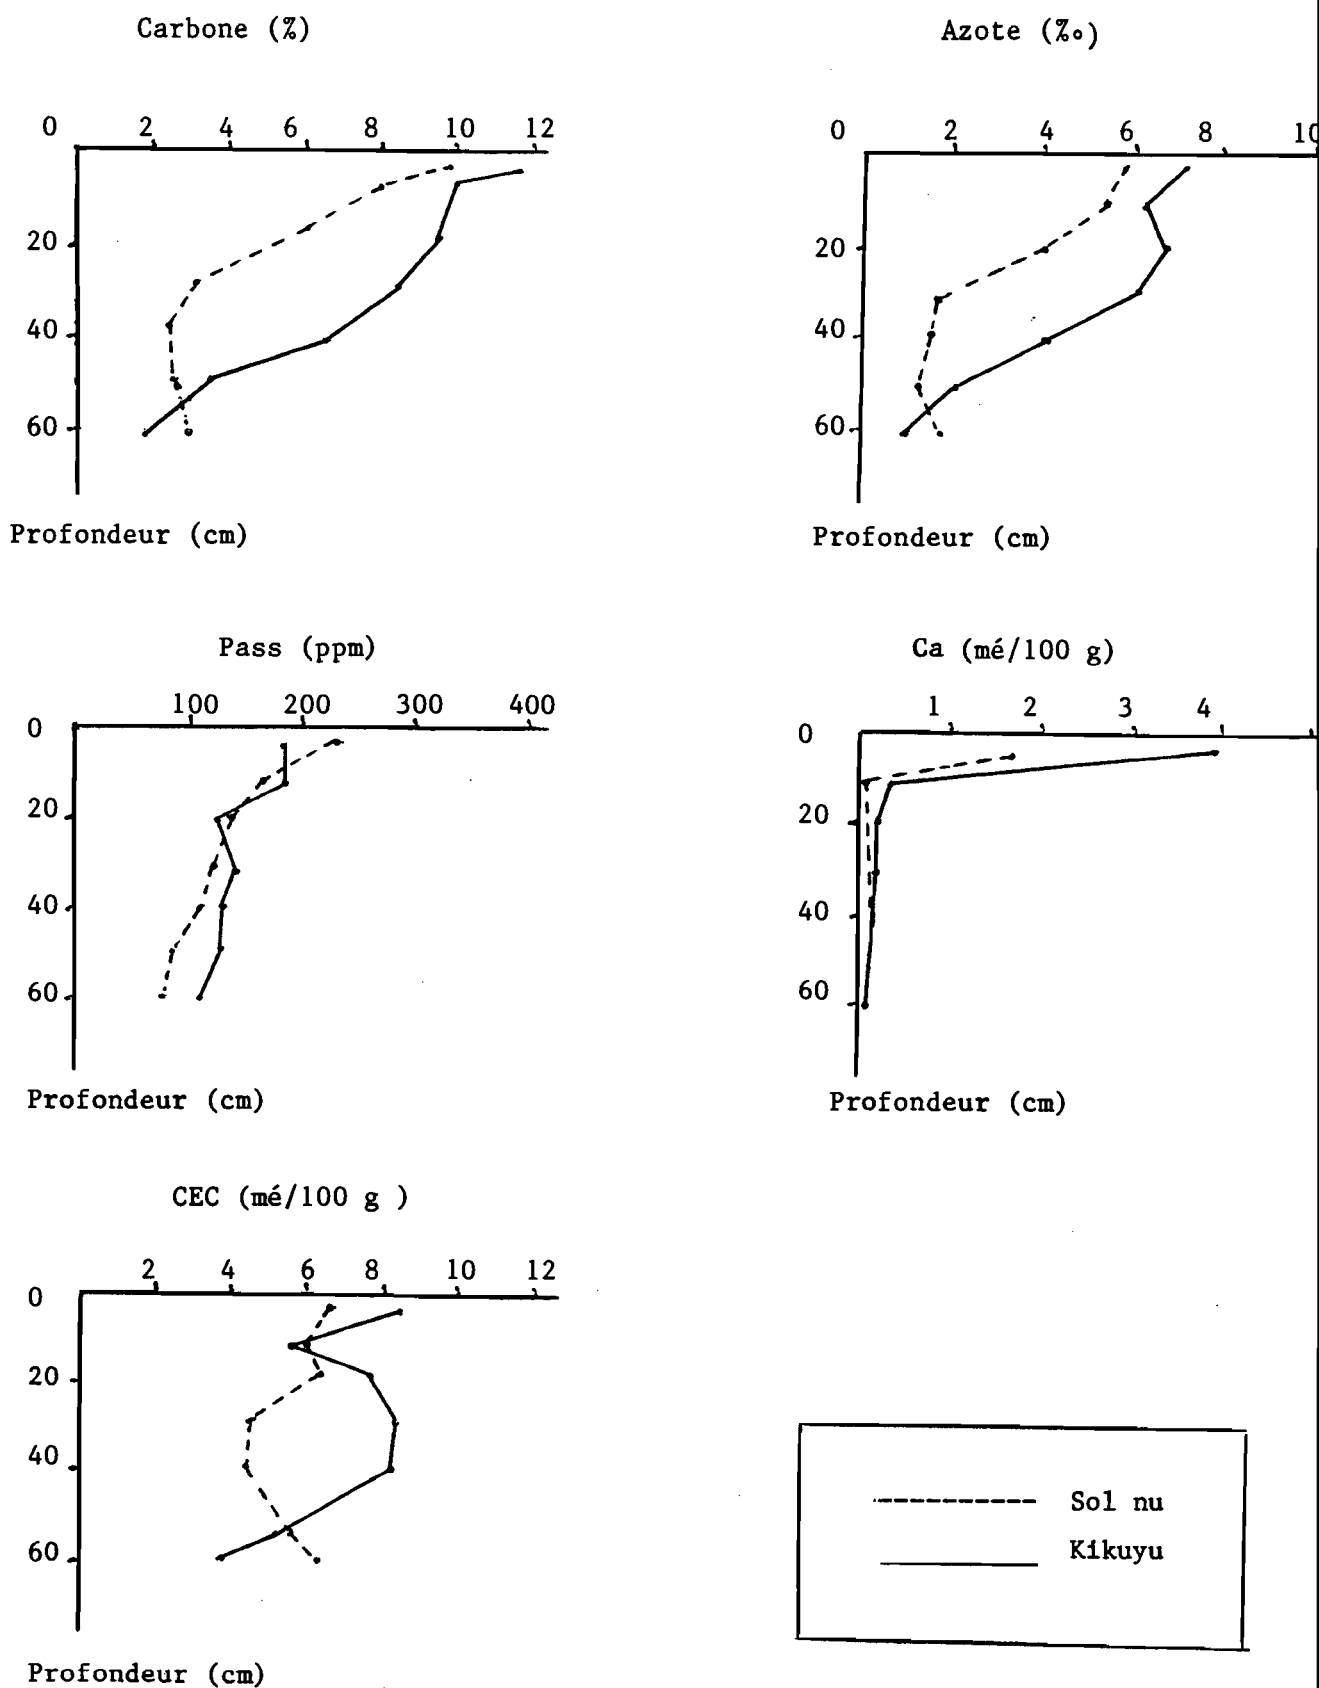 Carbone (%)
0 2 4 6 8 10 12
20
40
60
Profondeur (cm)
Azote (‰)
0 2 4 6 8 10
20
40
60
Profondeur (cm)
Pass (ppm)
100 200 300 400
0
20
40
60
Profondeur (cm)
Ca (mé/100 g)
1 2 3 4
0
20
40
60
Profondeur (cm)
CEC (mé/100 g )
2 4 6 8 10 12
0
20
40
60
Profondeur (cm)
Sol nu
Kikuyu